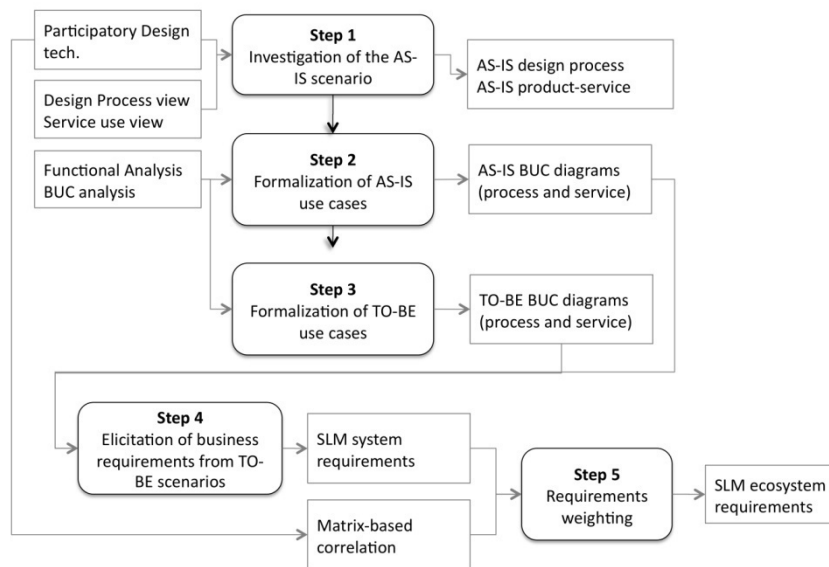 Participatory Design
tech.
Step 1
Investigation of the AS-
IS scenario
AS-IS design process
AS-IS product-service
Design Process view
Service use view
Functional Analysis
BUC analysis
Step 2
Formalization of AS-IS
use cases
AS-IS BUC diagrams
(process and service)
Step 3
Formalization of TO-BE
use cases
TO-BE BUC diagrams
(process and service)
Step 4
Elicitation of business
requirements from TO-
BE scenarios
SLM system
requirements
Matrix-based
correlation
Step 5
Requirements
weighting
SLM ecosystem
requirements